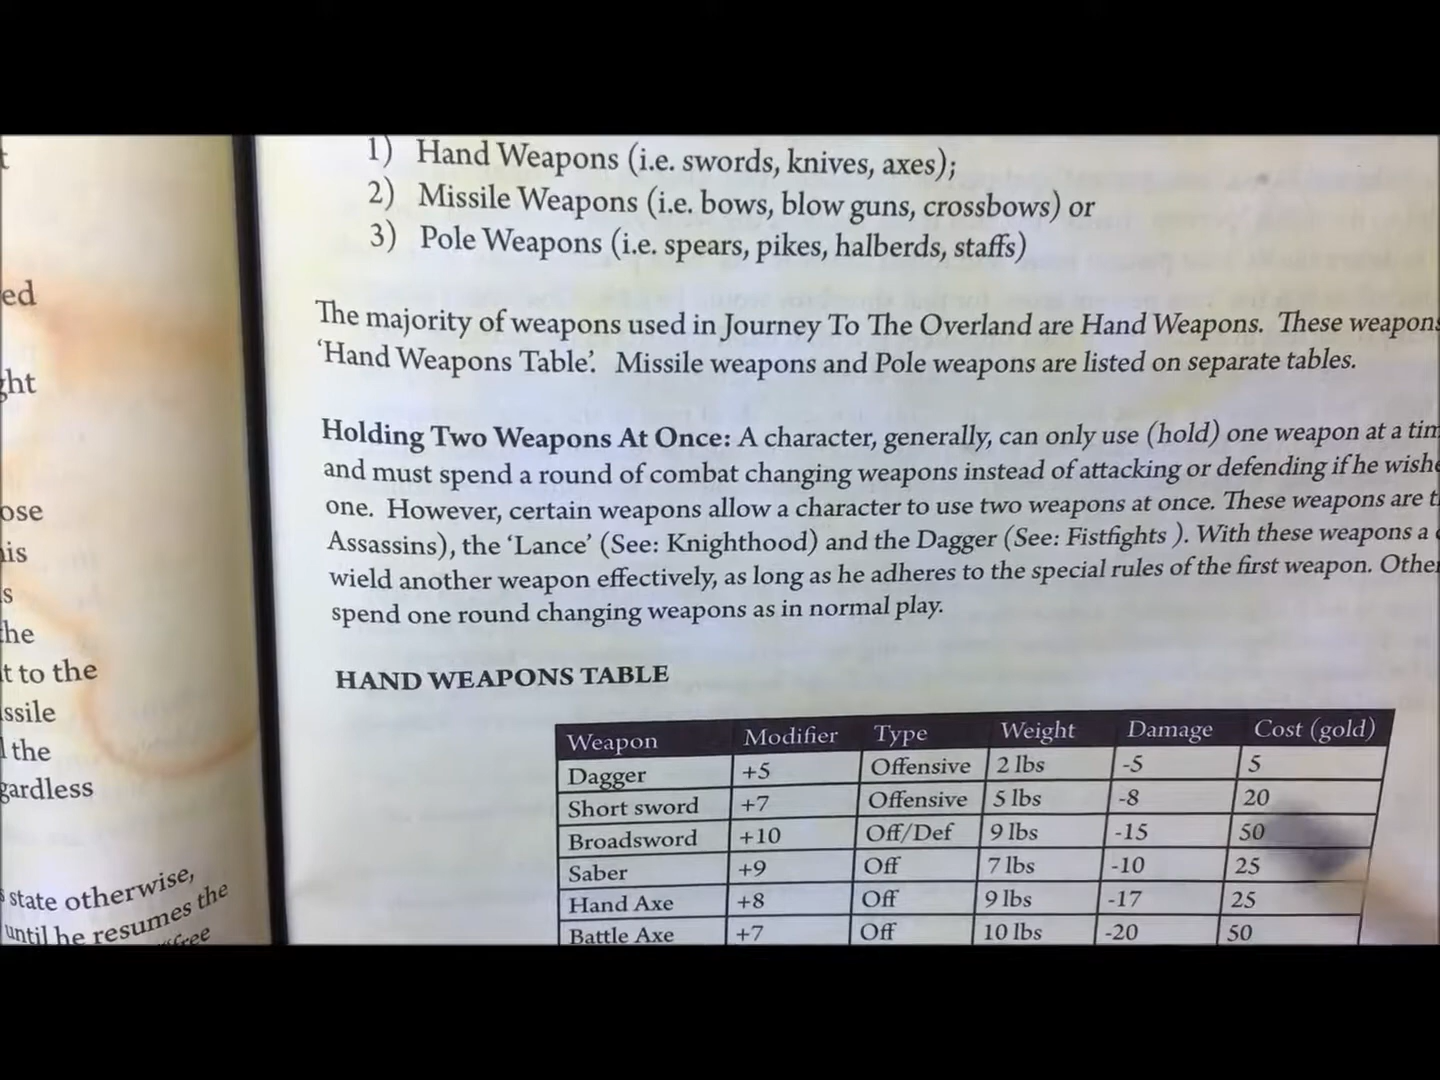 ed
ose
s
he
t to the
ssile
the
gardless
state otherwise,
until he resumes the
1) Hand Weapons (i.e. swords, knives, axes);
2) Missile Weapons (i.e. bows, blow guns, crossbows) or
3) Pole Weapons (i.e. spears, pikes, halberds, staffs)
The majority of weapons used in Journey To The Overland are Hand Weapons. These weapons
'Hand Weapons Table'. Missile weapons and Pole weapons are listed on separate tables.
Holding Two Weapons At Once: A character, generally, can only use (hold) one weapon at a tim
and must spend a round of combat changing weapons instead of attacking or defending if he wishe
one. However, certain weapons allow a character to use two weapons at once. These weapons are t
Assassins), the 'Lance' (See: Knighthood) and the Dagger (See: Fistfights ). With these weapons a
wield another weapon effectively, as long as he adheres to the special rules of the first weapon. Other
spend one round changing weapons as in normal play.
HAND WEAPONS TABLE
Weapon Modifier Type Weight Damage Cost (gold)
Dagger +5 Offensive 2 lbs -5 5
Short sword +7 Offensive 5 lbs -8 20
Broadsword +10 Off/Def 9 lbs -15 50
Saber +9 Off 7 lbs -10 25
Hand Axe +8 Off 9 lbs -17 25
Battle Axe +7 Off 10 lbs -20 50